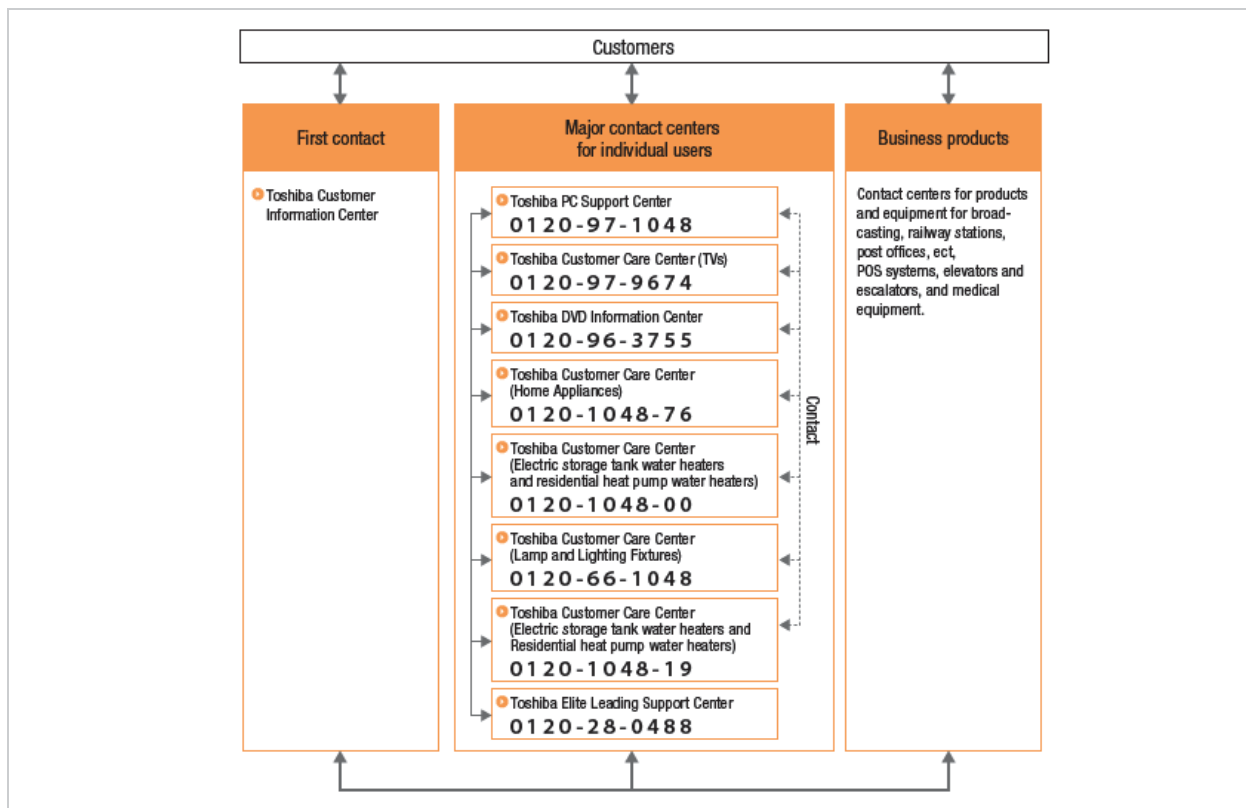 Customers
First contact
Toshiba Customer
Information Center
Major contact centers
for individual users
Toshiba PC Support Center
0120-97-1048
Toshiba Customer Care Center (TVs)
0120-97-9674
Toshiba DVD Information Center
0120-96-3755
Toshiba Customer Care Center
(Home Appliances)
0120-1048-76
Toshiba Customer Care Center
(Electric storage tank water heaters
and residential heat pump water heaters)
0120-1048-00
Toshiba Customer Care Center
(Lamp and Lighting Fixtures)
0120-66-1048
Toshiba Customer Care Center
(Electric storage tank water heaters and
Residential heat pump water heaters)
0120-1048-19
Toshiba Elite Leading Support Center
0120-28-0488
Contact
Business products
Contact centers for products
and equipment for broad-
casting, railway stations,
post offices, ect,
POS systems, elevators and
escalators, and medical
equipment.